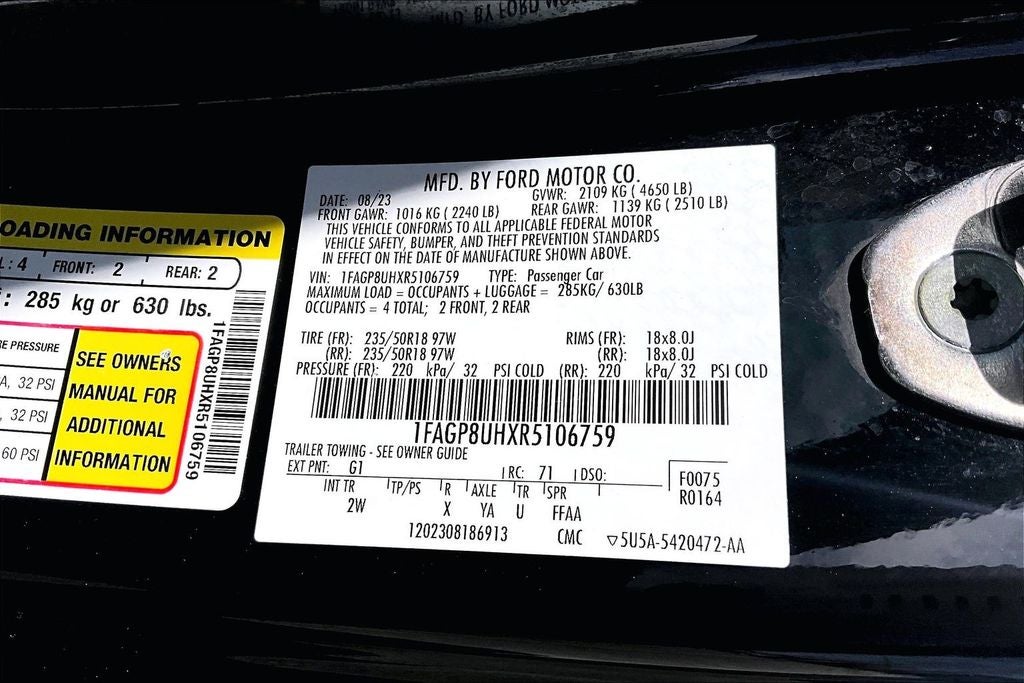 MFD. BY FORD MOTOR CO.
OADING INFORMATION
L: 4 FRONT: 2 REAR: 2
: 285 kg or 630 lbs.
RE PRESSURE
A, 32 PSI
, 32 PSI
60 PSI
SEE OWNERS
MANUAL FOR
ADDITIONAL
INFORMATION
1FAGP8UHXR5106759
MFD. BY FORD MOTOR CO.
DATE: 08/23 GVWR: 2109 KG ( 4650 LB)
FRONT GAWR: 1016 KG ( 2240 LB) REAR GAWR: 1139 KG ( 2510 LB)
THIS VEHICLE CONFORMS TO ALL APPLICABLE FEDERAL MOTOR
VEHICLE SAFETY, BUMPER, AND THEFT PREVENTION STANDARDS
IN EFFECT ON THE DATE OF MANUFACTURE SHOWN ABOVE.
VIN: 1FAGP8UHXR5106759 TYPE: Passenger Car
MAXIMUM LOAD = OCCUPANTS + LUGGAGE = 285KG/ 630LB
OCCUPANTS = 4 TOTAL; 2 FRONT, 2 REAR
TIRE (FR): 235/50R18 97W RIMS (FR): 18x8.0J
(RR): 235/50R18 97W (RR): 18x8.0J
PRESSURE (FR): 220 kPa/ 32 PSI COLD (RR): 220 kPa/ 32 PSI COLD
1FAGP8UHXR5106759
TRAILER TOWING - SEE OWNER GUIDE
EXT PNT: G1 RC: 71 DSO: F0075
R0164
INT TR TP/PS R AXLE TR SPR
2W X YA U FFAA
1202308186913 CMC ▽5U5A-5420472-AA